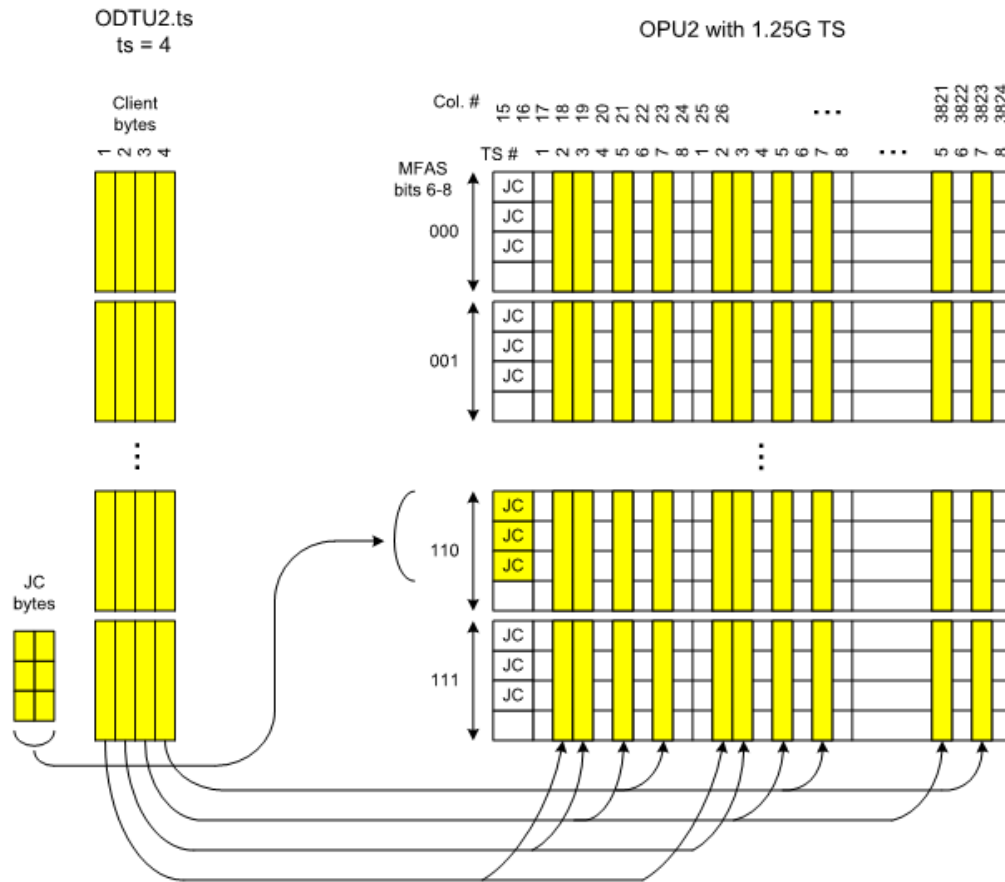 ODTU2.ts
ts = 4
OPU2 with 1.25G TS
Client
bytes
1 2 3 4
Col. # 15 16 17 18 19 20 21 22 23 24 25 26 ... 3821 3822 3823 3824
TS # 1 2 3 4 5 6 7 8 1 2 3 4 5 6 7 8 ... 5 6 7 8
MFAS
bits 6-8
000
JC
JC
JC
001
JC
JC
JC
...
...
110
JC
JC
JC
JC
bytes
111
JC
JC
JC